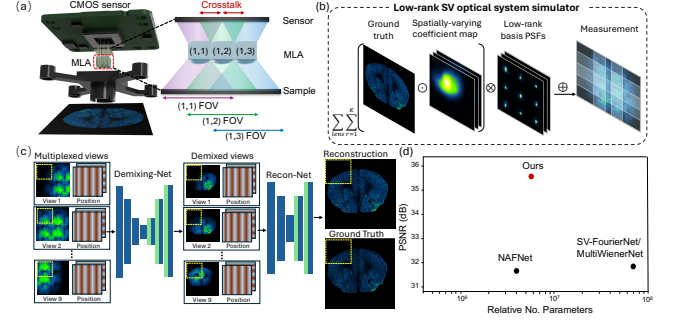 (a)
CMOS sensor
MLA
Crosstalk
Sensor
(1,1) (1,2) (1,3)
MLA
Sample
(1,1) FOV
(1,2) FOV
(1,3) FOV
(b)
Low-rank SV optical system simulator
Ground
truth
Spatially-varying
coefficient map
Low-rank
basis PSFs
Measurement
∑ ∑
K
lens r=1
⊙
⊗
⊕
(c)
Multiplexed views
View 1
Position
View 2
Position
View 9
Position
Demixing-Net
Demixed views
View 1
Position
View 2
Position
View 9
Position
Recon-Net
Reconstruction
Ground Truth
(d)
PSNR (dB)
36
35
34
33
32
31
Ours
NAFNet
SV-FourierNet/
MultiWienerNet
10⁶
10⁷
10⁸
Relative No. Parameters